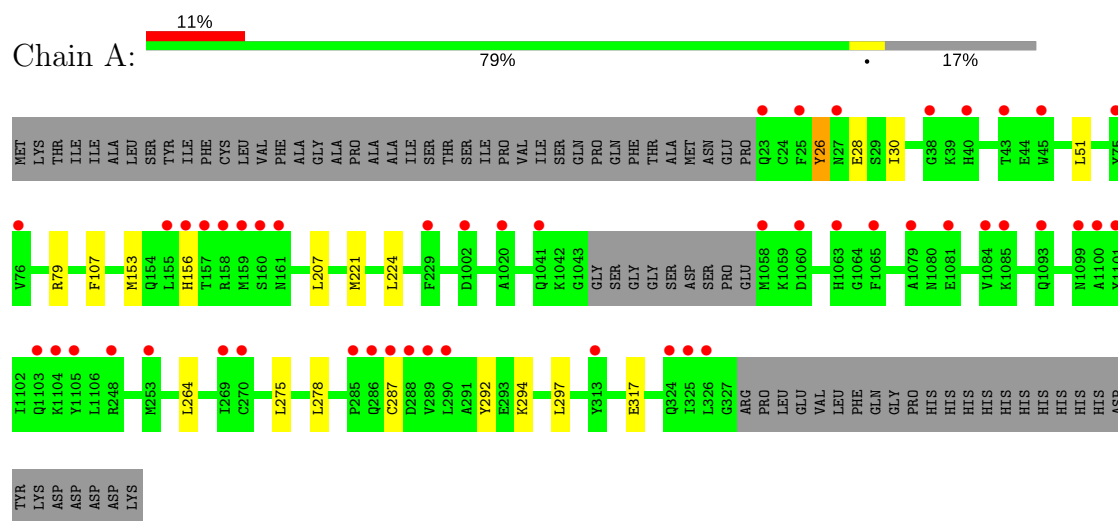 11%
Chain A:
79% • 17%
MET LYS THR ILE ILE ALA LEU SER TYR ILE PHE CYS LEU VAL PHE ALA GLY ALA PRO ALA ALA ILE SER THR SER ILE PRO VAL ILE SER GLN PRO GLN PHE THR ALA MET ASN GLU PRO Q23 C24 F25 Y26 N27 E28 S29 I30 G38 K39 H40 T43 E44 W45 L51 Y75
V76 R79 F107 M153 Q154 L155 H156 T157 R158 M159 S160 N161 L207 M221 L224 F229 D1002 A1020 Q1041 K1042 G1043 GLY SER GLY GLY SER ASP SER PRO GLU M1058 K1059 D1060 H1063 G1064 F1065 A1079 N1080 E1081 V1084 K1085 Q1093 N1099 A1100 Y1101
I1102 Q1103 K1104 Y1105 L1106 R248 M253 L264 I269 C270 L275 L278 P285 Q286 C287 D288 V289 L290 A291 Y292 E293 K294 L297 Y313 E317 Q324 I325 L326 G327 ARG PRO LEU GLU VAL LEU PHE GLN GLY PRO HIS HIS HIS HIS HIS HIS HIS HIS HIS HIS ASP
TYR LYS ASP ASP ASP ASP LYS